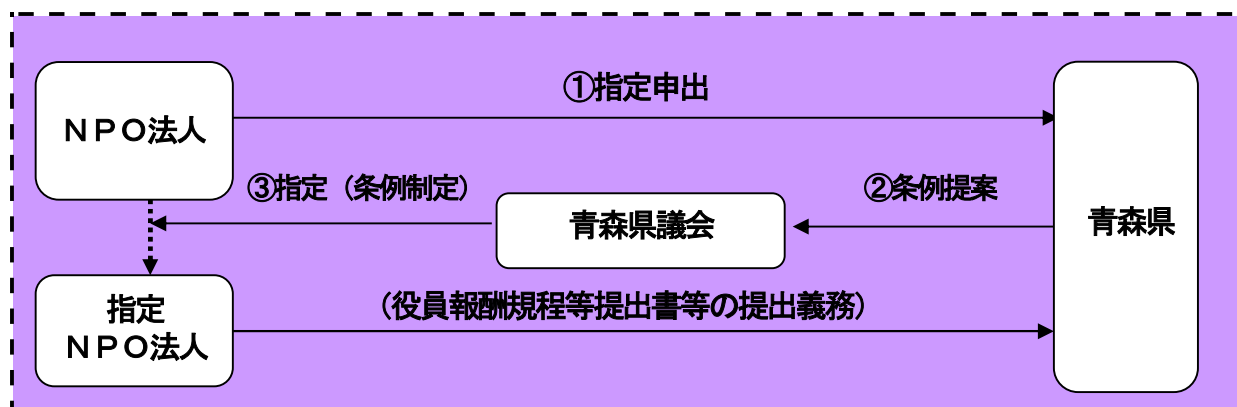 ①指定申出
ＮＰＯ法人
③指定（条例制定）
②条例提案
青森県議会
青森県
指定
ＮＰＯ法人
（役員報酬規程等提出書等の提出義務）